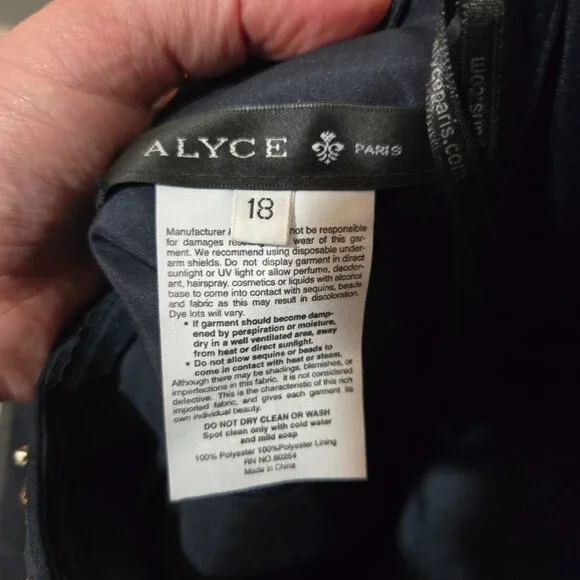 ALYCE PARIS
yceparis.com
s.com
18
Manufacturer & not be responsible
for damages wear of this gar-
ment. We recommend using disposable under-
arm shields. Do not display garment in direct
sunlight or UV light or allow perfume, deodor-
ant, hairspray, cosmetics or liquids with alcohol
base to come into contact with sequins, beads
and fabric as this may result in discoloration.
Dye lots will vary.
• If garment should become damp-
ened by perspiration or moisture,
dry in a well ventilated area, away
from heat or direct sunlight.
• Do not allow sequins or beads to
come in contact with heat or steam.
Although there may be shadings, blemishes, or
imperfections in this fabric, it is not considered
defective. This is the characteristic of this rich
imported fabric, and gives each garment its
own individual beauty.
DO NOT DRY CLEAN OR WASH
Spot clean only with cold water
and mild soap
100% Polyester 100%Polyester Lining
RN NO.80264
Made in China